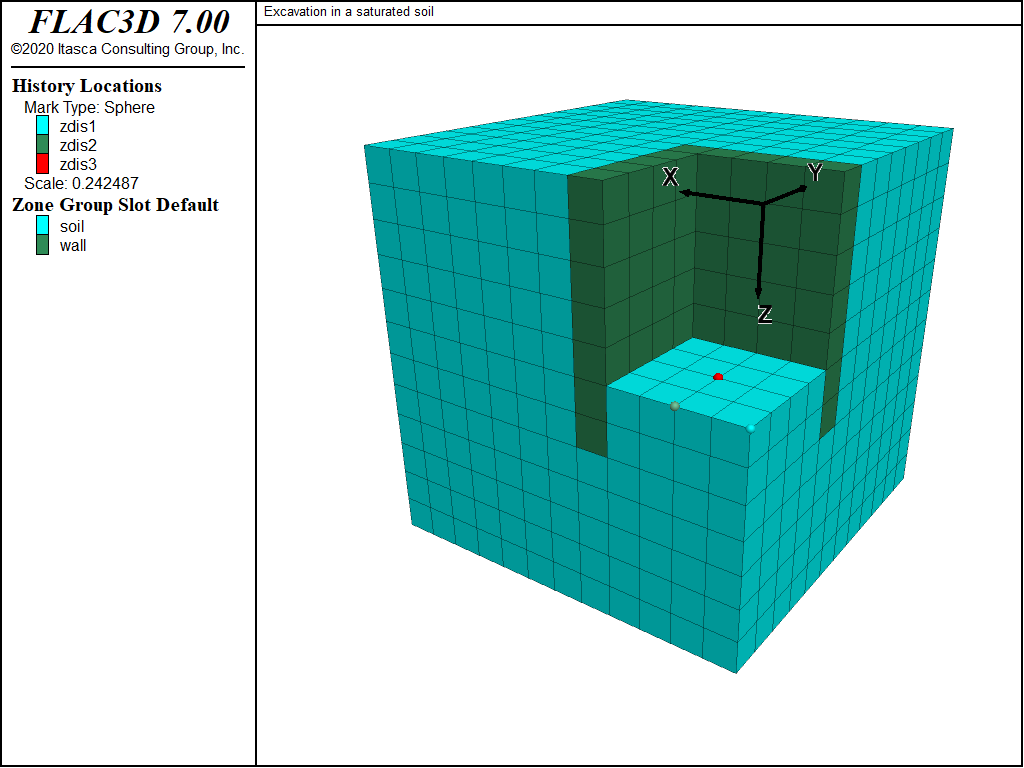 FLAC3D 7.00
©2020 Itasca Consulting Group, Inc.
History Locations
Mark Type: Sphere
zdis1
zdis2
zdis3
Scale: 0.242487
Zone Group Slot Default
soil
wall
Excavation in a saturated soil
X
Y
Z